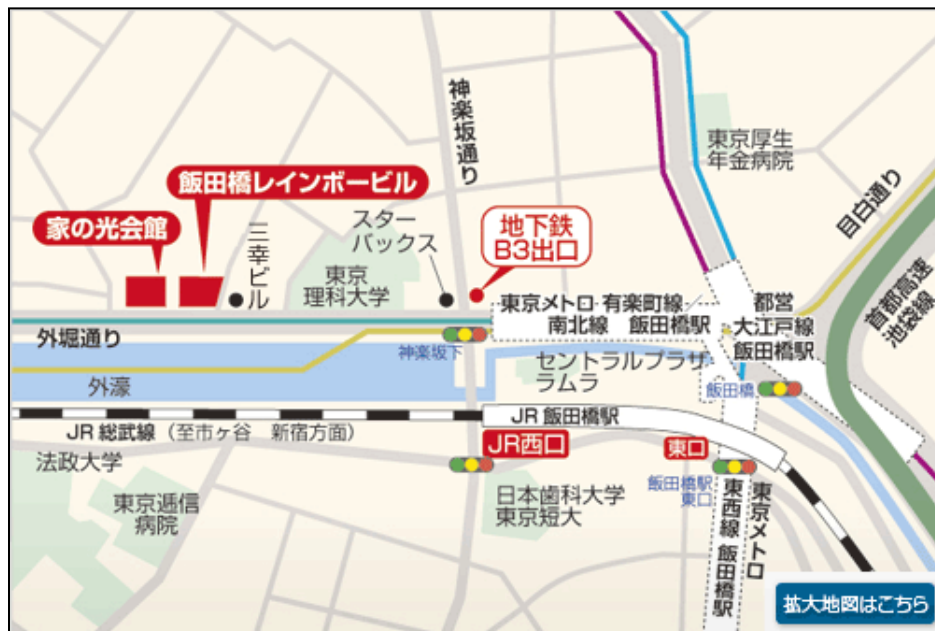 神楽坂通り
東京厚生
年金病院
目白通り
飯田橋レインボービル
家の光会館
三幸ビル
スター
バックス
地下鉄
B3出口
首都高速
池袋線
東京
理科大学
東京メトロ 有楽町線
南北線 飯田橋駅
都営
大江戸線
飯田橋駅
外堀通り
神楽坂下
セントラルプラザ
ラムラ
飯田橋
外濠
JR 飯田橋駅
JR 総武線(至市ヶ谷 新宿方面)
JR西口
東口
法政大学
飯田橋駅
東口
東京逓信
病院
日本歯科大学
東京短大
東京メトロ
東西線 飯田橋駅
拡大地図はこちら